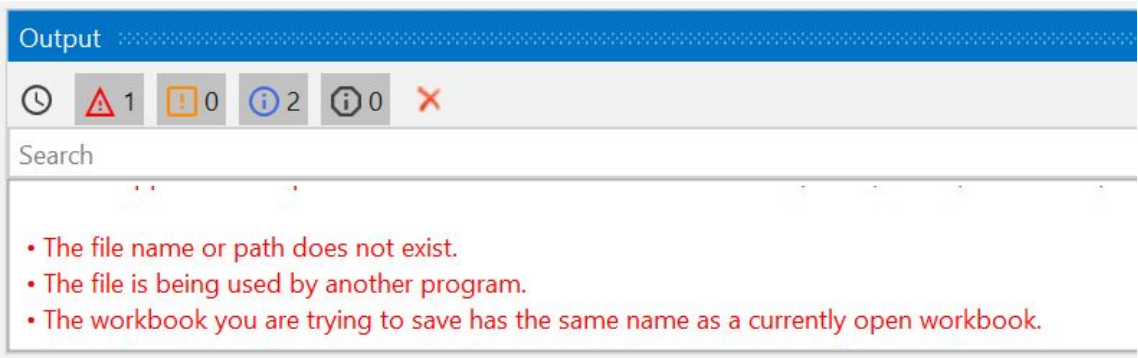 Output
1 0 2 0
Search
• The file name or path does not exist.
• The file is being used by another program.
• The workbook you are trying to save has the same name as a currently open workbook.